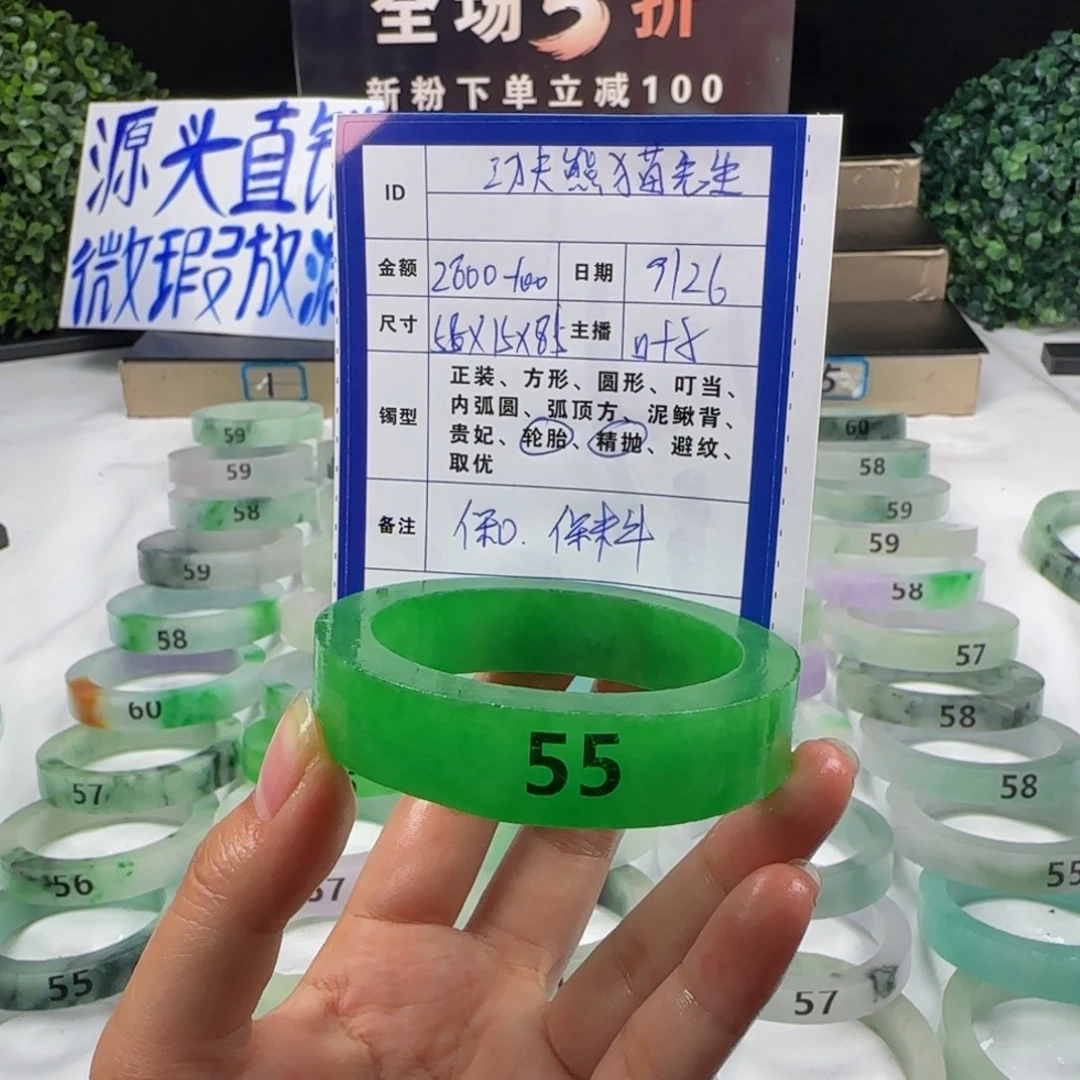 全场5折
新粉下单立减100
源头直
微瑕放
ID
功夫熊猫先生
金额
2800-100
日期
9/26
尺寸
主播
镯型
正装、方形、圆形、叮当、
内弧圆、弧顶方、泥鳅背、
贵妃、轮胎、精抛、避纹、
取优
备注
保
1
5
59
59
58
59
58
60
57
56
55
57
55
60
58
59
59
58
57
58
58
55
57